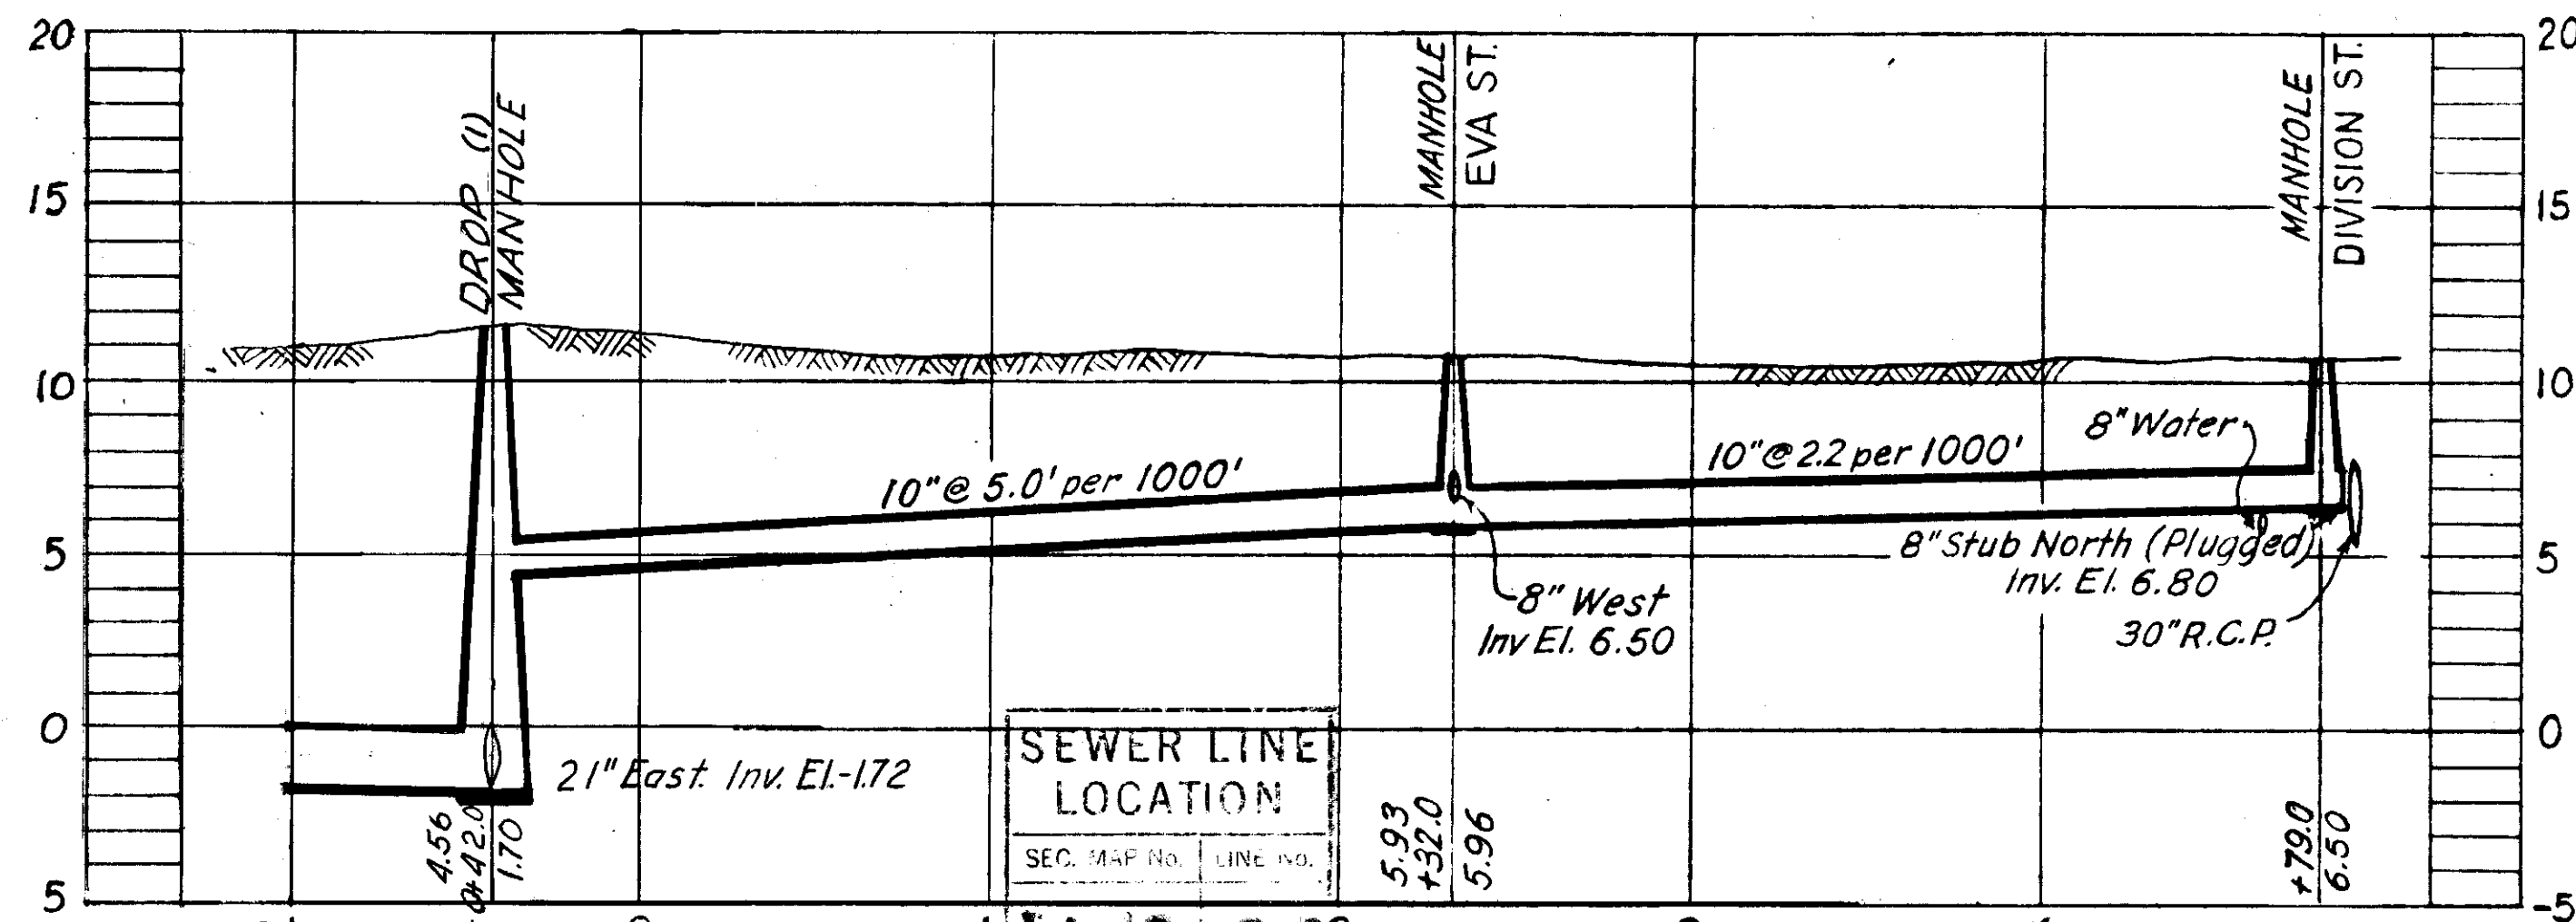 20
15
10
5
0
5
DROP (1)
MANHOLE
MANHOLE
EVA ST.
MANHOLE
DIVISION ST.
20
15
10
5
0
-5
10" @ 5.0' per 1000'
10" @ 2.2 per 1000'
8" Water
8" Stub North (Plugged)
Inv. El. 6.80
30" R.C.P.
8" West
Inv El. 6.50
21" East. Inv. El.-1.72
SEWER LINE
LOCATION
SEC. MAP No.
LINE No.
4.56
0+42.0
1.70
5.93
+32.0
5.96
+79.0
6.50